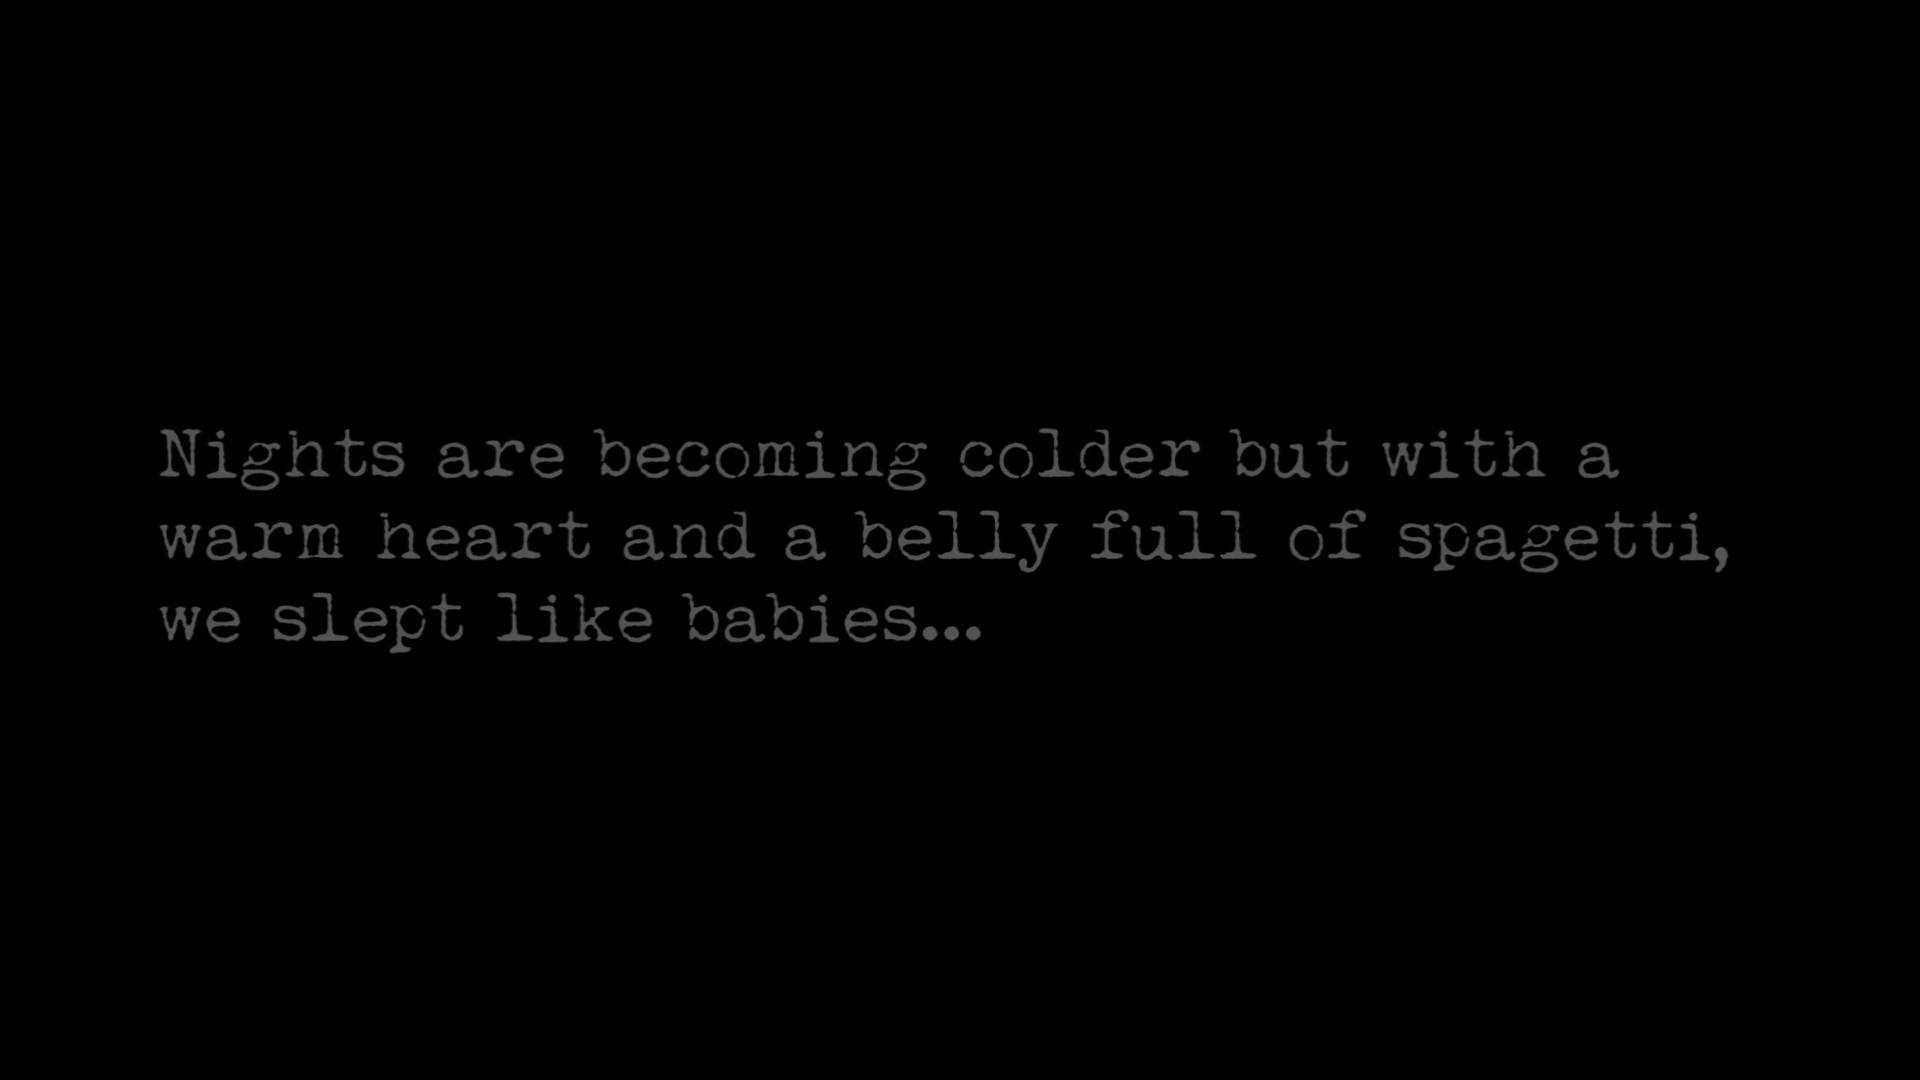 Nights are becoming colder but with a
warm heart and a belly full of spagetti,
we slept like babies...